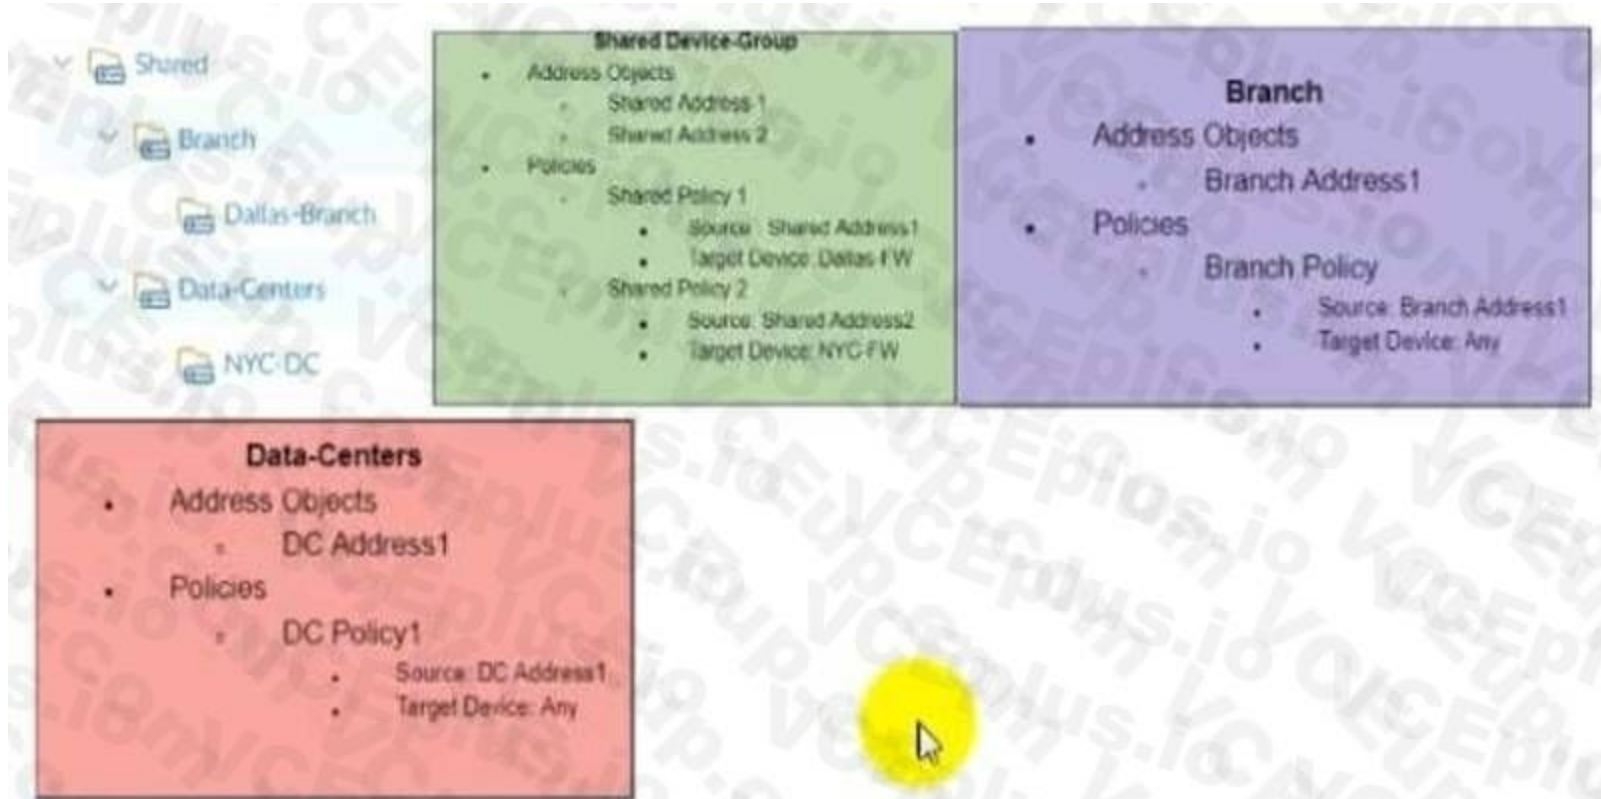 Shared
Branch
Dallas-Branch
Data-Centers
NYC-DC
Shared Device-Group
Address Objects
Shared Address 1
Shared Address 2
Policies
Shared Policy 1
Source: Shared Address1
Target Device: Dallas-FW
Shared Policy 2
Source: Shared Address2
Target Device: NYC-FW
Branch
Address Objects
Branch Address1
Policies
Branch Policy
Source: Branch Address1
Target Device: Any
Data-Centers
Address Objects
DC Address1
Policies
DC Policy1
Source: DC Address1
Target Device: Any
VCEplus.io